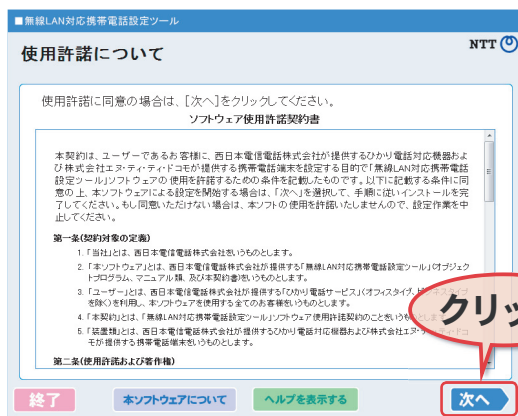 ■無線LAN対応携帯電話設定ツール
使用許諾について
NTT
使用許諾に同意の場合は、[次へ]をクリックしてください。
ソフトウェア使用許諾契約書
本契約は、ユーザーであるお客様に、西日本電信電話株式会社が提供するひかり電話対応機器およ
び株式会社エヌ・ティ・ティ・ドコモが提供する携帯電話端末を設定する目的で「無線LAN対応携帯電話
設定ツール」ソフトウェアの使用を許諾するための条件を記載したものです。以下に記載する条件に同
意の上、本ソフトウェアによる設定を開始する場合は、「次へ」を選択して、手順に従いインストールを完
了してください。もし同意いただけない場合は、本ソフトの使用を許諾いたしませんので、設定作業を中
止してください。
第一条(契約対象の定義)
1.「当社」とは、西日本電信電話株式会社をいうものとします。
2.「本ソフトウェア」とは、西日本電信電話株式会社が提供する「無線LAN対応携帯電話設定ツール」(オブジェク
トプログラム、マニュアル類、及び本契約書)をいうものとします。
3.「ユーザー」とは、西日本電信電話株式会社が提供する「ひかり電話サービス」(オフィスタイプ、ビジネスタイプ
を除く)を利用し、本ソフトウェアを使用する全てのお客様をいうものとします。
4.「本契約」とは、「無線LAN対応携帯電話設定ツール」ソフトウェア使用許諾契約のことをいうものとします。
5.「装置類」とは、西日本電信電話株式会社が提供するひかり電話対応機器および株式会社エヌ・ティ・ティ・ドコ
モが提供する携帯電話端末をいうものとします。
第二条(使用許諾および著作権)
クリッ
終了
本ソフトウェアについて
ヘルプを表示する
次へ